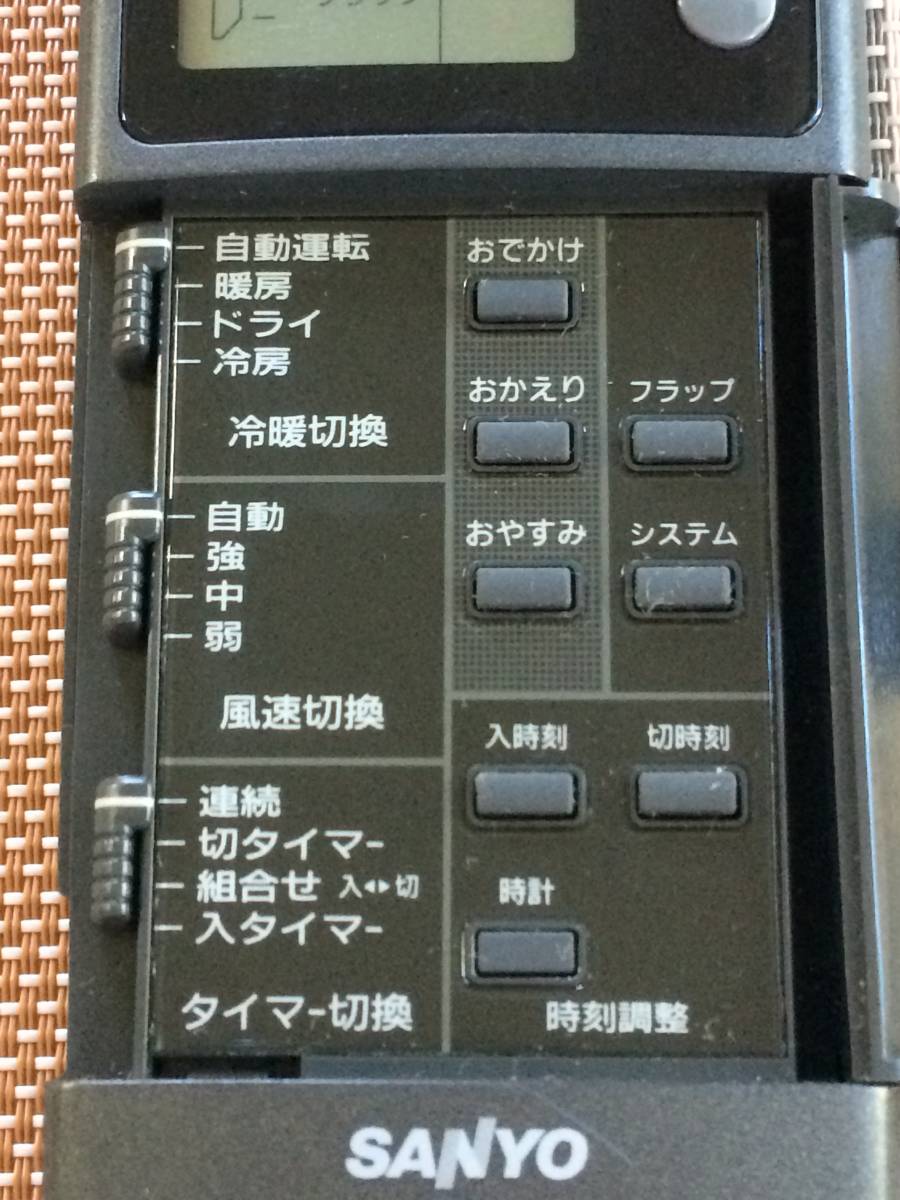 フラップ
自動運転
暖房
ドライ
冷房
冷暖切換
自動
強
中
弱
風速切換
連続
切タイマー
組合せ 入◂▸切
入タイマー
タイマー切換
おでかけ
おかえり
フラップ
おやすみ
システム
入時刻
切時刻
時計
時刻調整
SANYO